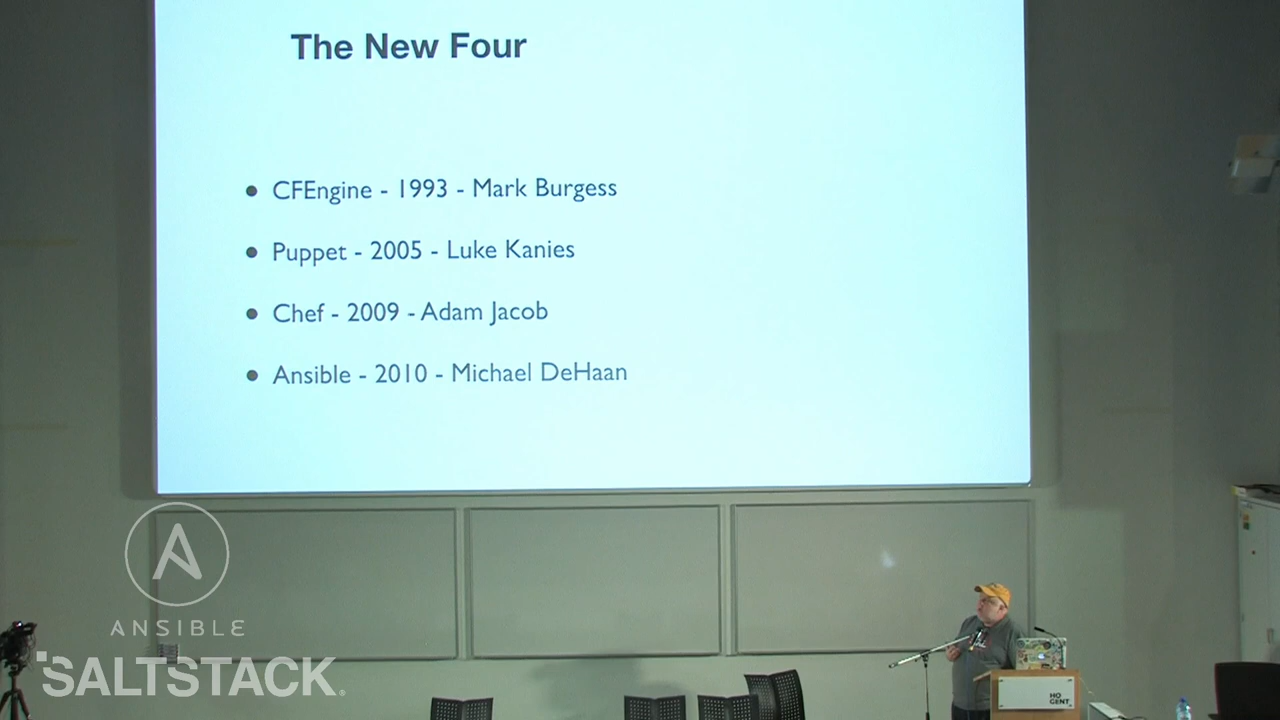 The New Four
● CFEngine - 1993 - Mark Burgess
● Puppet - 2005 - Luke Kanies
● Chef - 2009 - Adam Jacob
● Ansible - 2010 - Michael DeHaan
ANSIBLE
SALTSTACK®
HO
GENT